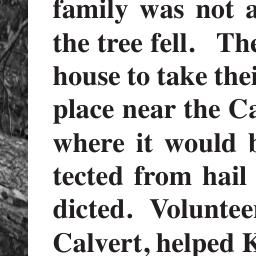 family was not a
the tree fell. The
house to take thei
place near the Ca
where it would b
tected from hail
dicted. Volunteer
Calvert, helped K